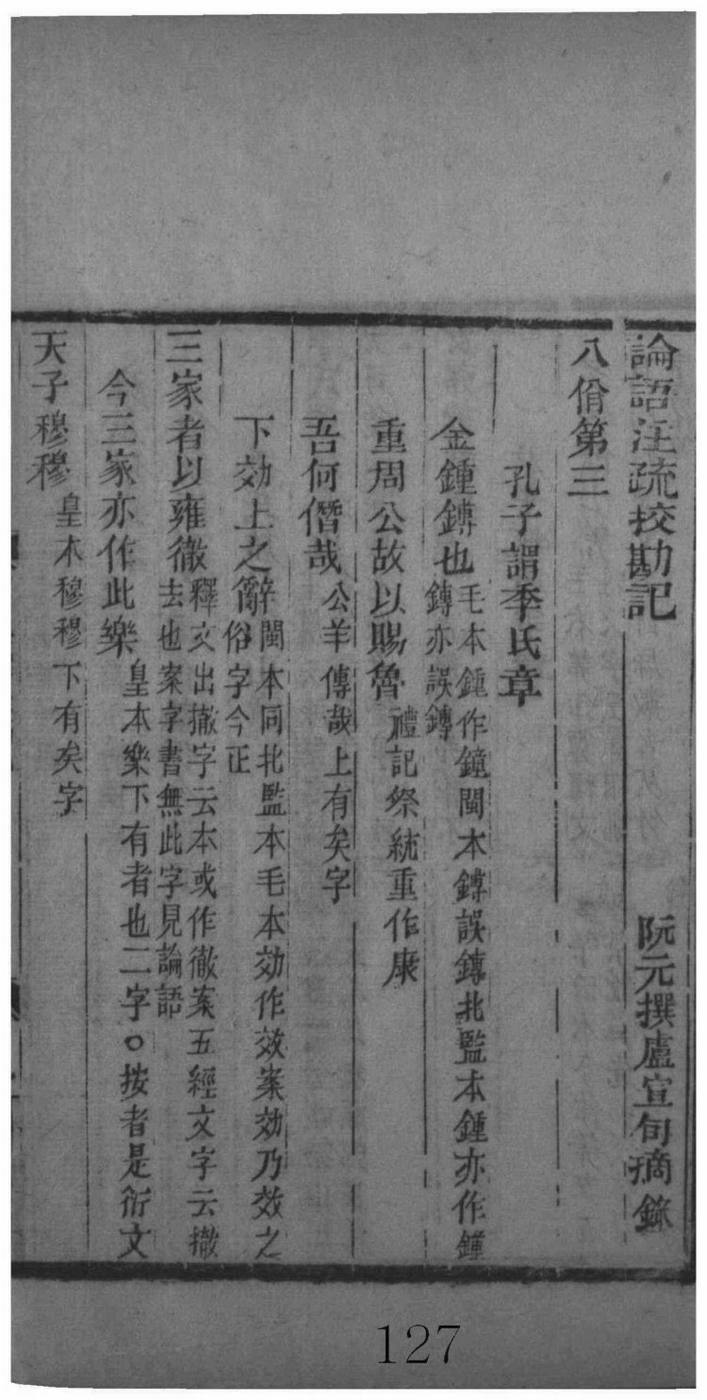 論語注疏挍勘記　阮元撰盧宣旬摘錄
八佾第三
孔子謂季氏章
金鍾鏄也毛本鍾作鐘閩本鏄誤鏄北監本鍾亦作鐘
鏄亦誤鏄
重周公故以賜魯禮記祭統重作康
吾何僭哉公羊傳哉上有矣字
下効上之辭閩本同北監本毛本効作效案効乃效之
俗字今正
三家者以雍徹釋文出撤字云本或作徹案五經文字云撤
去也案字書無此字見論語
今三家亦作此樂皇本樂下有者也二字○按者是衍文
天子穆穆皇本穆穆下有矣字
127